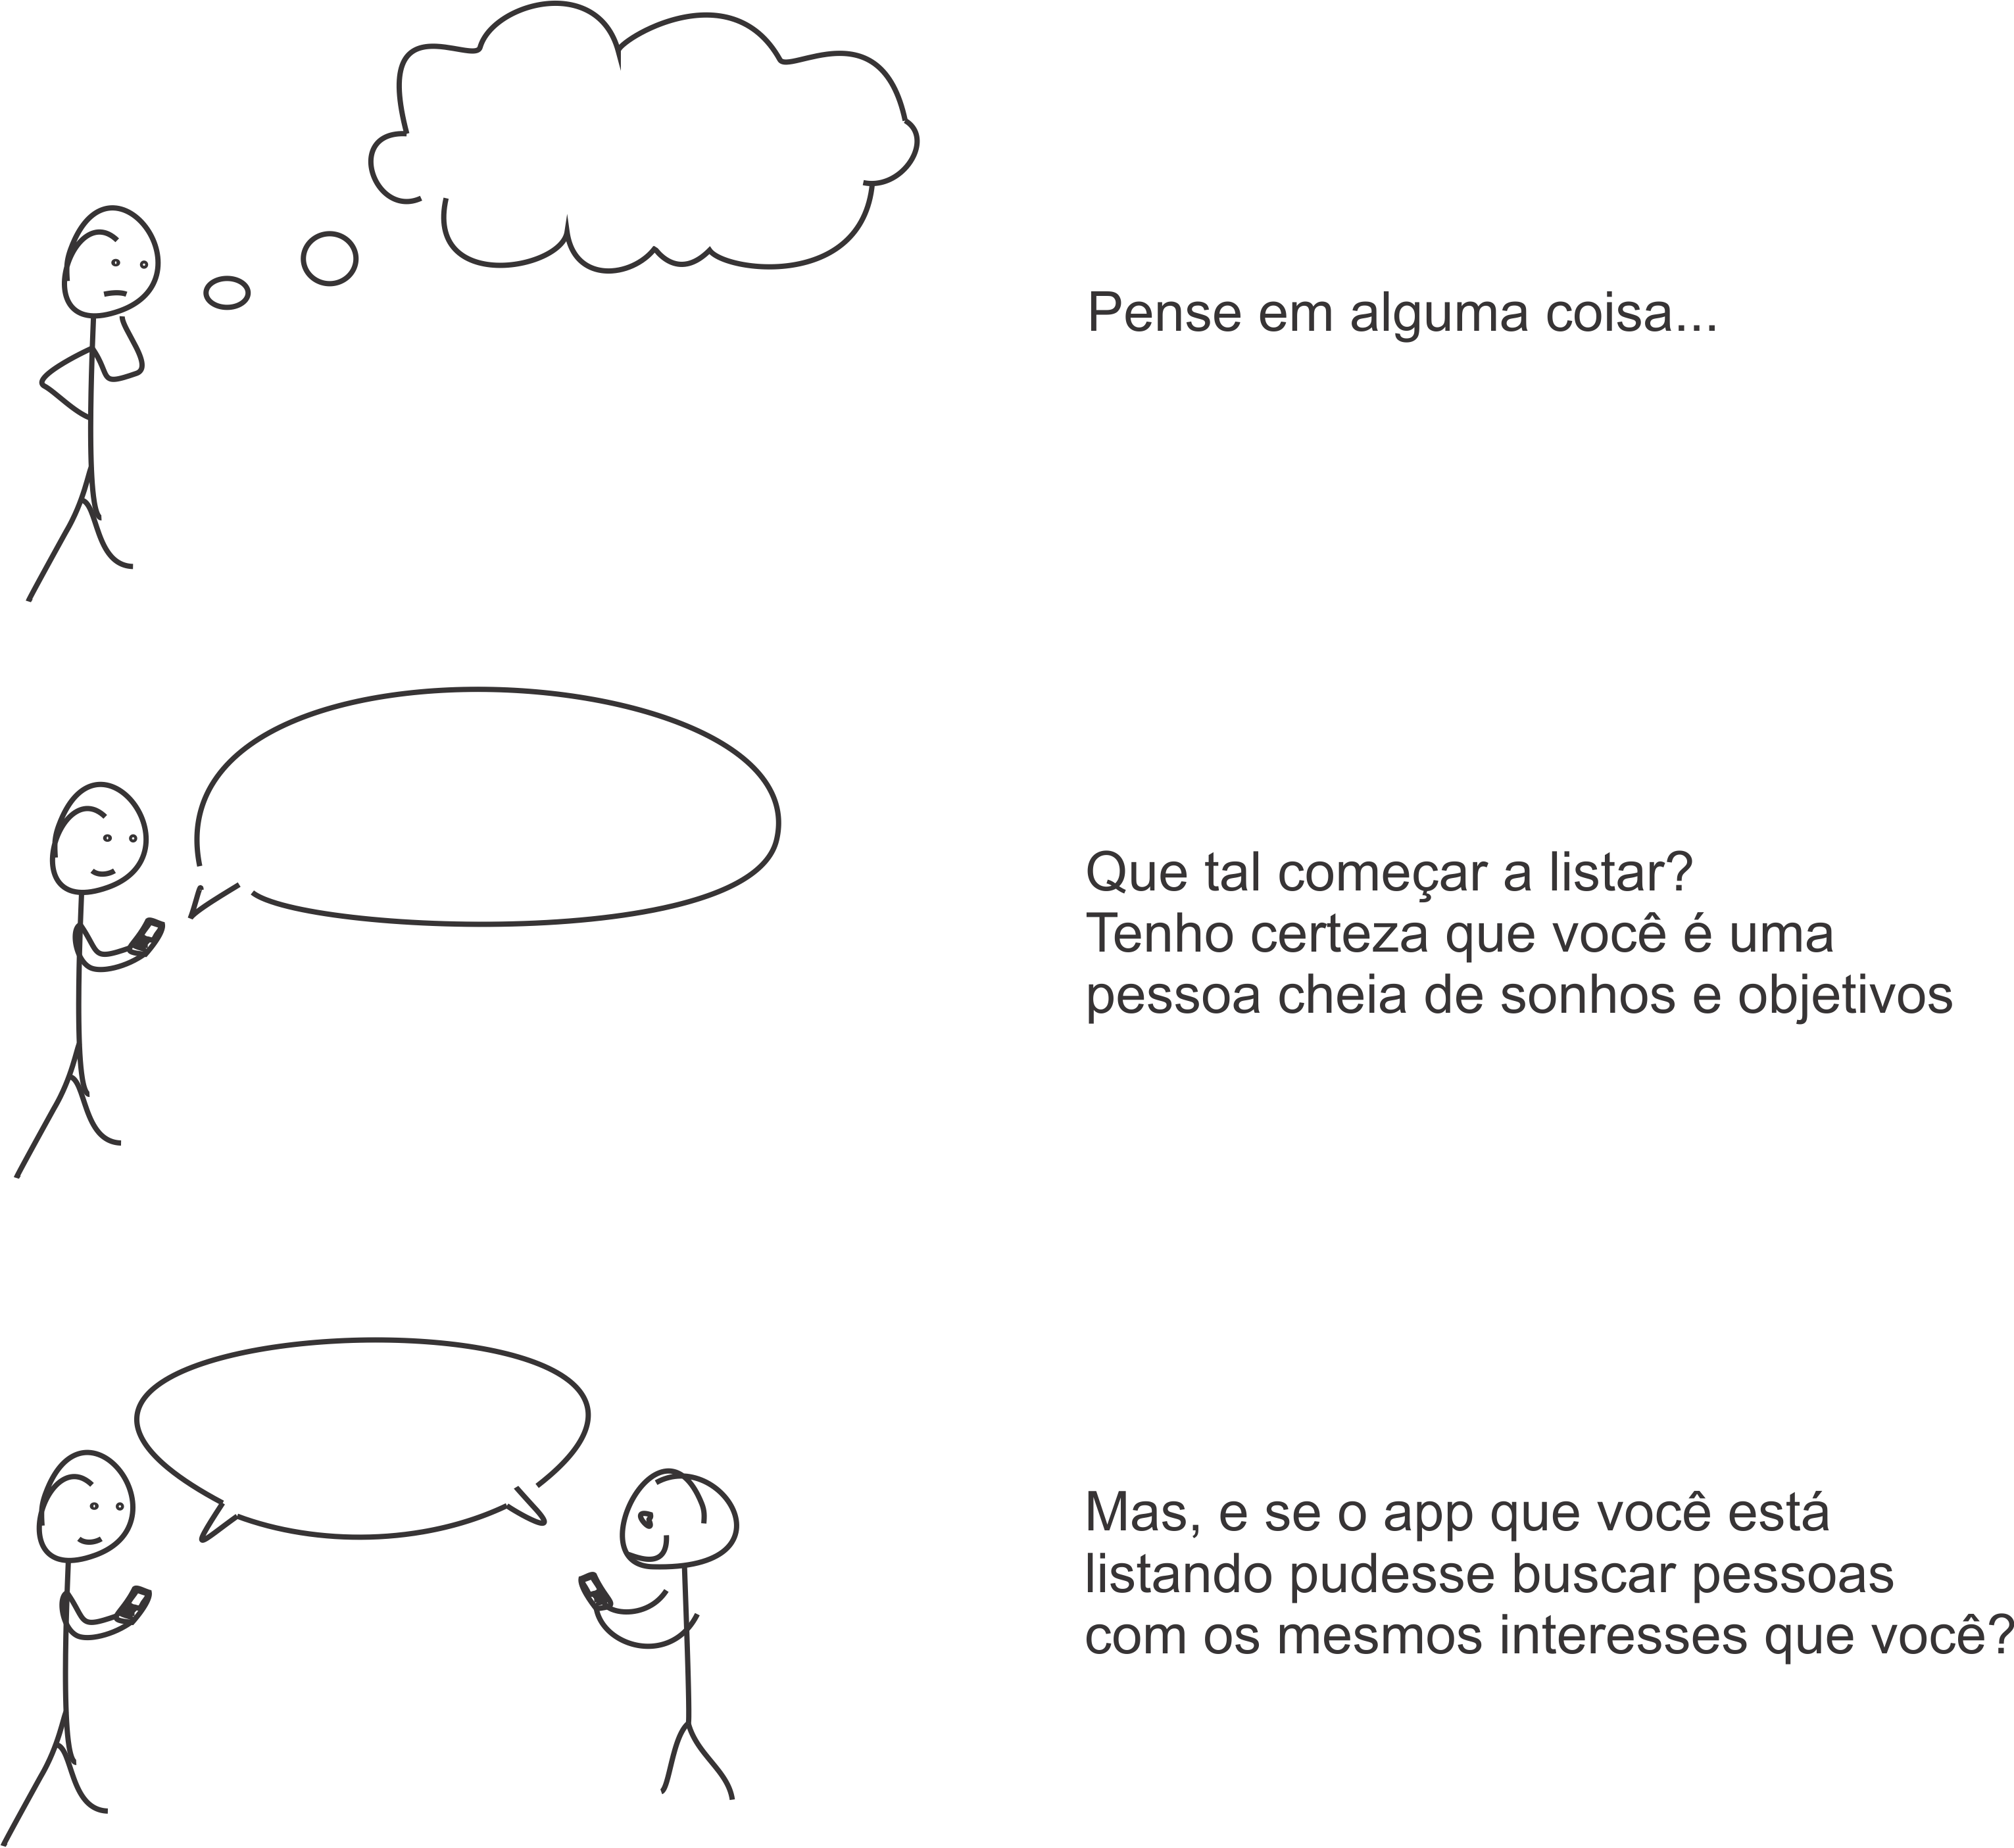 Pense em alguma coisa...
Que tal começar a listar?
Tenho certeza que você é uma
pessoa cheia de sonhos e objetivos
Mas, e se o app que você está
listando pudesse buscar pessoas
com os mesmos interesses que você?